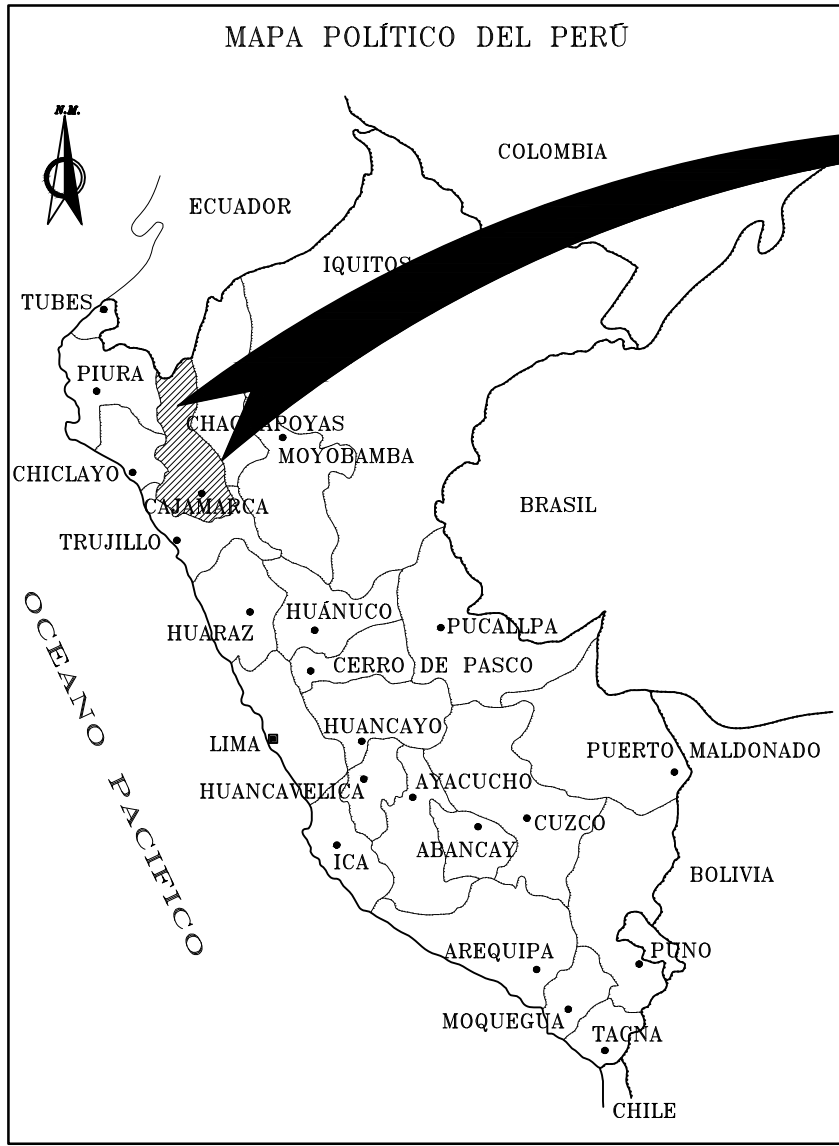 MAPA POLÍTICO DEL PERÚ
N.M.
COLOMBIA
ECUADOR
IQUITOS
TUBES
PIURA
CHACHAPOYAS
MOYOBAMBA
CHICLAYO
CAJAMARCA
BRASIL
TRUJILLO
OCEANO PACIFICO
HUÁNUCO
HUARAZ
PUCALLPA
CERRO DE PASCO
HUANCAYO
LIMA
PUERTO MALDONADO
HUANCAVELICA
AYACUCHO
CUZCO
ABANCAY
ICA
BOLIVIA
AREQUIPA
PUNO
MOQUEGUA
TACNA
CHILE